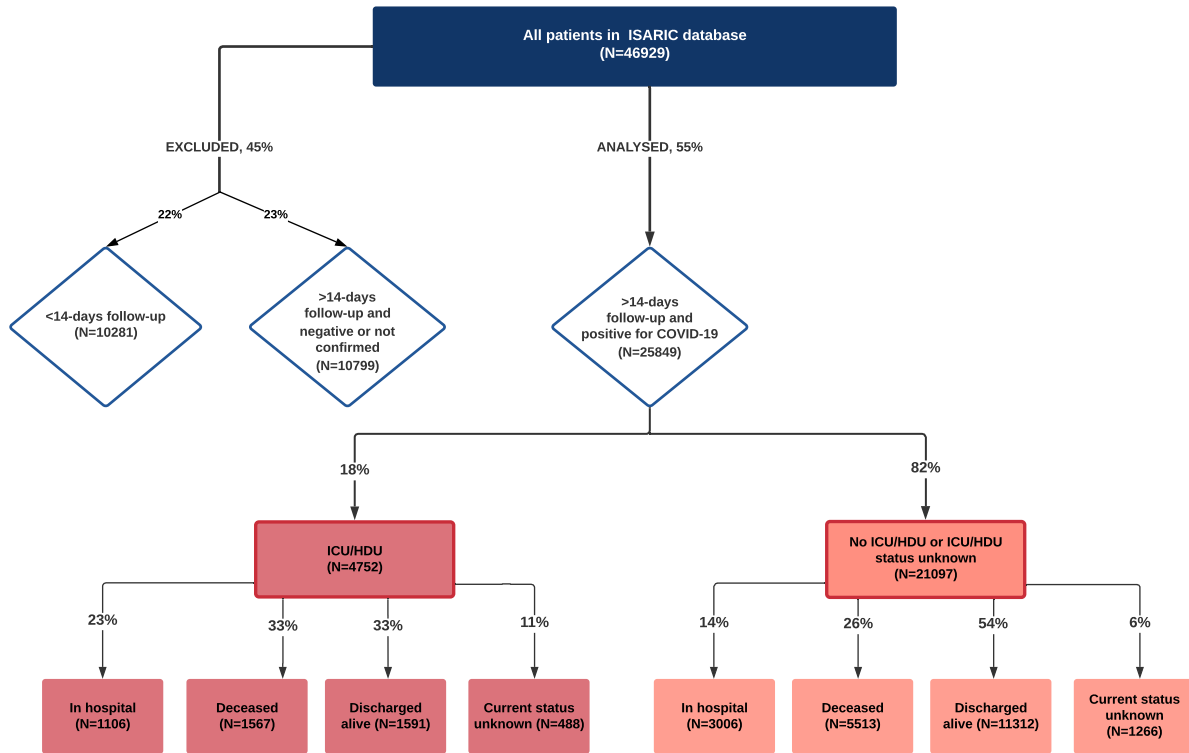 All patients in ISARIC database
(N=46929)
EXCLUDED, 45%
ANALYSED, 55%
22%
23%
<14-days follow-up
(N=10281)
>14-days
follow-up and
negative or not
confirmed
(N=10799)
>14-days
follow-up and
positive for COVID-19
(N=25849)
18%
82%
ICU/HDU
(N=4752)
No ICU/HDU or ICU/HDU
status unknown
(N=21097)
23%
33%
33%
11%
14%
26%
54%
6%
In hospital
(N=1106)
Deceased
(N=1567)
Discharged
alive (N=1591)
Current status
unknown (N=488)
In hospital
(N=3006)
Deceased
(N=5513)
Discharged
alive (N=11312)
Current status
unknown
(N=1266)